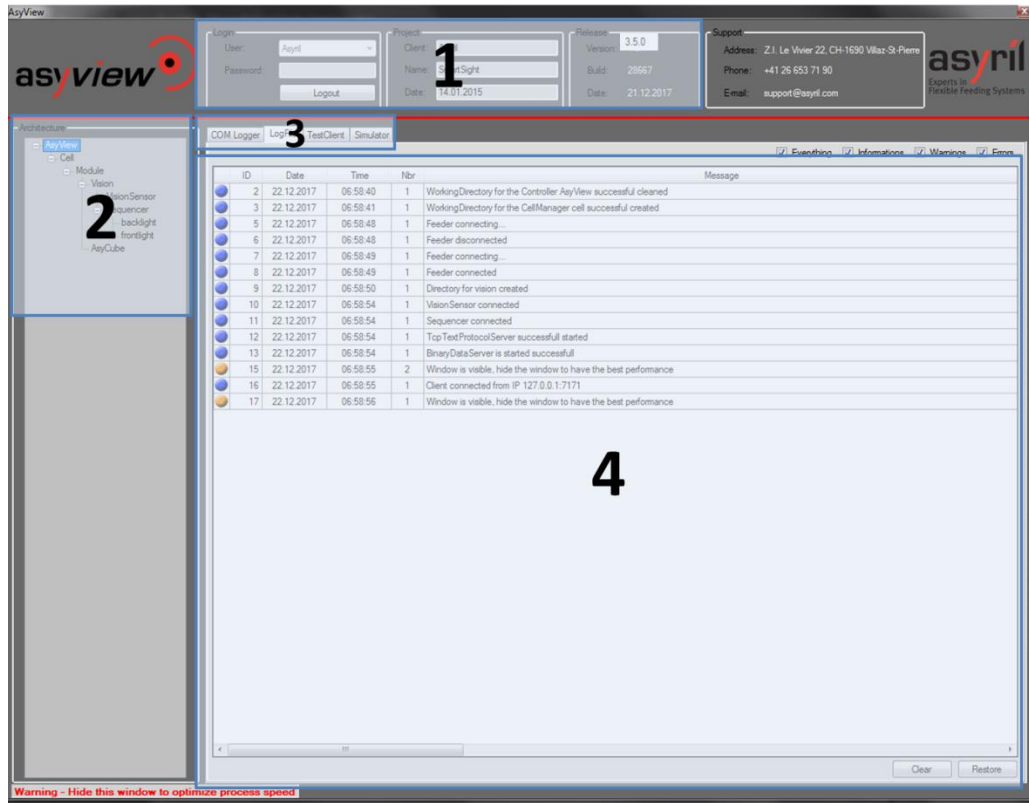 AsyView
asyview
Login
User: Asyril
Password:
Logout
Project
Client:
Name: SmartSight
Date: 14.01.2015
1
Release
Version: 3.5.0
Build: 28667
Date: 21.12.2017
Support
Address: Z.I. Le Vivier 22, CH-1690 Villaz-St-Pierre
Phone: +41 26 653 71 90
E-mail: support@asyril.com
asyril
Experts in
Flexible Feeding Systems
Architecture
AsyView
Cell
Module
Vision
VisionSensor
Sequencer
backlight
frontlight
AsyCube
2
COM Logger TestClient Simulator
3
Everything Informations Warnings Errors
ID Date Time Nbr Message
2 22.12.2017 06:58:40 1 WorkingDirectory for the Controller AsyView successful cleaned
3 22.12.2017 06:58:41 1 WorkingDirectory for the CellManager cell successful created
5 22.12.2017 06:58:48 1 Feeder connecting...
6 22.12.2017 06:58:48 1 Feeder disconnected
7 22.12.2017 06:58:49 1 Feeder connecting...
8 22.12.2017 06:58:49 1 Feeder connected
9 22.12.2017 06:58:50 1 Directory for vision created
10 22.12.2017 06:58:54 1 VisionSensor connected
11 22.12.2017 06:58:54 1 Sequencer connected
12 22.12.2017 06:58:54 1 TcpTextProtocolServer successfull started
13 22.12.2017 06:58:54 1 BinaryDataServer is started successfull
15 22.12.2017 06:58:55 2 Window is visible, hide the window to have the best performance
16 22.12.2017 06:58:55 1 Client connected from IP 127.0.0.1:7171
17 22.12.2017 06:58:56 1 Window is visible, hide the window to have the best performance
4
Clear Restore
Warning - Hide this window to optimize process speed